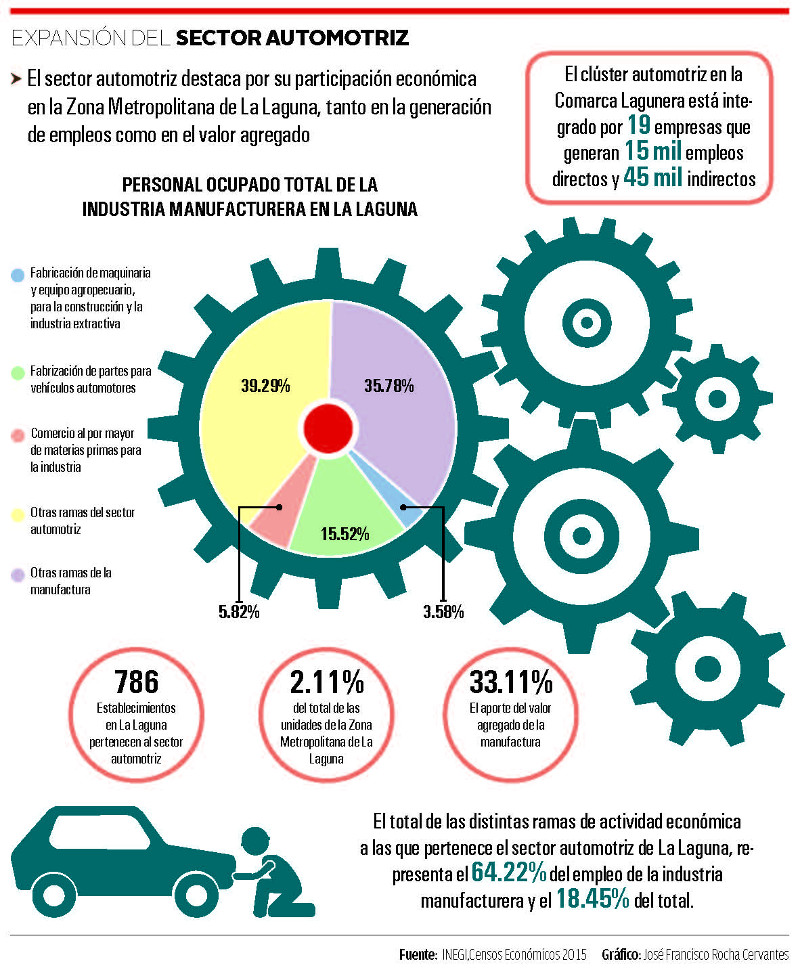 EXPANSIÓN DEL SECTOR AUTOMOTRIZ
El sector automotriz destaca por su participación económica
en la Zona Metropolitana de La Laguna, tanto en la generación
de empleos como en el valor agregado
El clúster automotriz en la
Comarca Lagunera está inte-
grado por 19 empresas que
generan 15 mil empleos
directos y 45 mil indirectos
PERSONAL OCUPADO TOTAL DE LA
INDUSTRIA MANUFACTURERA EN LA LAGUNA
Fabricación de maquinaria
y equipo agropecuario,
para la construcción y la
industria extractiva
Fabrización de partes para
vehículos automotores
Comercio al por mayor
de materias primas para
la industria
Otras ramas del sector
automotriz
Otras ramas de la
manufactura
39.29%
35.78%
15.52%
5.82%
3.58%
786
Establecimientos
en La Laguna
pertenecen al sector
automotriz
2.11%
del total de las
unidades de la Zona
Metropolitana de La
Laguna
33.11%
El aporte del valor
agregado de la
manufactura
El total de las distintas ramas de actividad económica
a las que pertenece el sector automotriz de La Laguna, re-
presenta el 64.22% del empleo de la industria
manufacturera y el 18.45% del total.
Fuente: INEGI,Censos Económicos 2015 Gráfico: José Francisco Rocha Cervantes